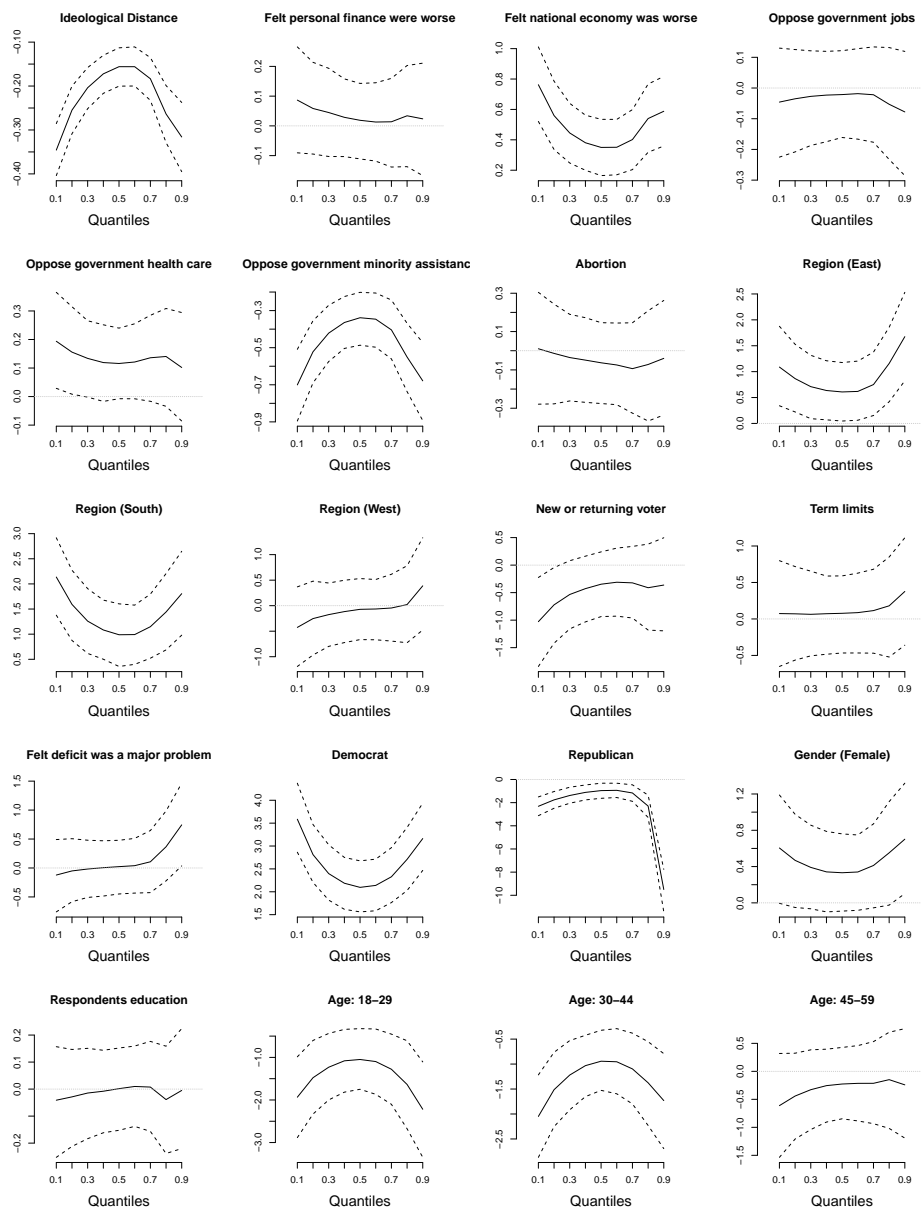 Ideological Distance
−0.10
−0.20
−0.30
−0.40
0.1 0.3 0.5 0.7 0.9
Quantiles
Felt personal finance were worse
0.2
0.1
0.0
−0.1
0.1 0.3 0.5 0.7 0.9
Quantiles
Felt national economy was worse
1.0
0.8
0.6
0.4
0.2
0.1 0.3 0.5 0.7 0.9
Quantiles
Oppose government jobs
0.1
0.0
−0.1
−0.2
−0.3
0.1 0.3 0.5 0.7 0.9
Quantiles
Oppose government health care
0.3
0.2
0.1
0.0
−0.1
0.1 0.3 0.5 0.7 0.9
Quantiles
Oppose government minority assistanc
−0.3
−0.5
−0.7
−0.9
0.1 0.3 0.5 0.7 0.9
Quantiles
Abortion
0.3
0.1
−0.1
−0.3
0.1 0.3 0.5 0.7 0.9
Quantiles
Region (East)
2.5
2.0
1.5
1.0
0.5
0.0
0.1 0.3 0.5 0.7 0.9
Quantiles
Region (South)
3.0
2.5
2.0
1.5
1.0
0.5
0.1 0.3 0.5 0.7 0.9
Quantiles
Region (West)
1.0
0.5
0.0
−1.0
0.1 0.3 0.5 0.7 0.9
Quantiles
New or returning voter
0.5
0.0
−0.5
−1.0
−1.5
0.1 0.3 0.5 0.7 0.9
Quantiles
Term limits
1.0
0.5
0.0
−0.5
0.1 0.3 0.5 0.7 0.9
Quantiles
Felt deficit was a major problem
1.5
1.0
0.5
0.0
−0.5
0.1 0.3 0.5 0.7 0.9
Quantiles
Democrat
4.0
3.5
3.0
2.5
2.0
1.5
0.1 0.3 0.5 0.7 0.9
Quantiles
Republican
0
−2
−4
−6
−8
−10
0.1 0.3 0.5 0.7 0.9
Quantiles
Gender (Female)
1.2
0.8
0.4
0.0
0.1 0.3 0.5 0.7 0.9
Quantiles
Respondents education
0.2
0.1
0.0
−0.2
0.1 0.3 0.5 0.7 0.9
Quantiles
Age: 18−29
−1.0
−2.0
−3.0
0.1 0.3 0.5 0.7 0.9
Quantiles
Age: 30−44
−0.5
−1.5
−2.5
0.1 0.3 0.5 0.7 0.9
Quantiles
Age: 45−59
0.5
0.0
−0.5
−1.0
−1.5
0.1 0.3 0.5 0.7 0.9
Quantiles